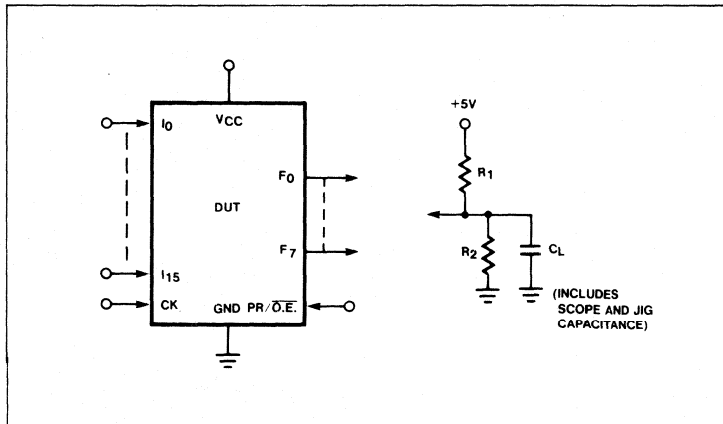 VCC
I0
F0
DUT
F7
I15
CK
GND PR/O.E.
+5V
R1
R2
CL
(INCLUDES
SCOPE AND JIG
CAPACITANCE)